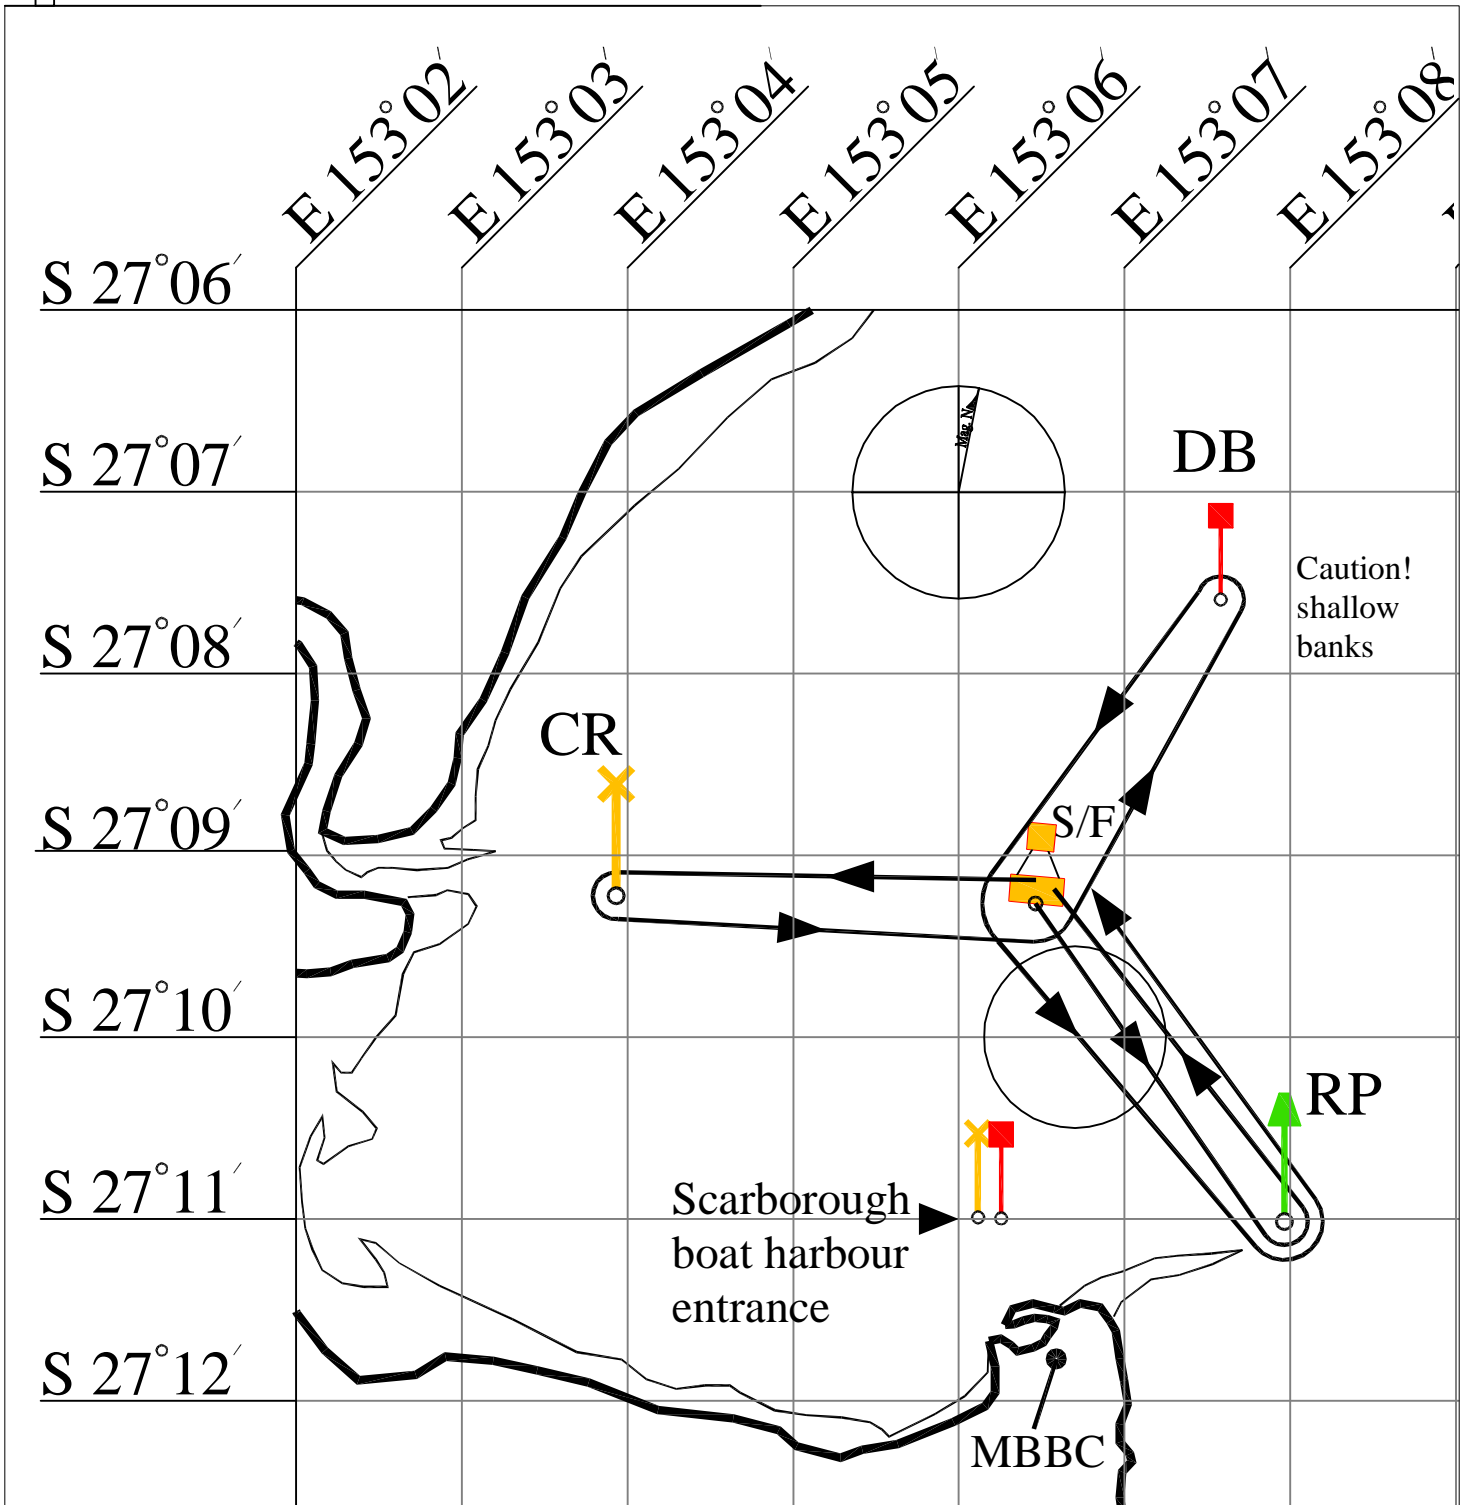 E 153°02′
E 153°03′
E 153°04′
E 153°05′
E 153°06′
E 153°07′
E 153°08′
S 27°06′
S 27°07′
S 27°08′
S 27°09′
S 27°10′
S 27°11′
S 27°12′
Mag. N
DB
Caution!
shallow
banks
CR
S/F
RP
Scarborough
boat harbour
entrance
MBBC